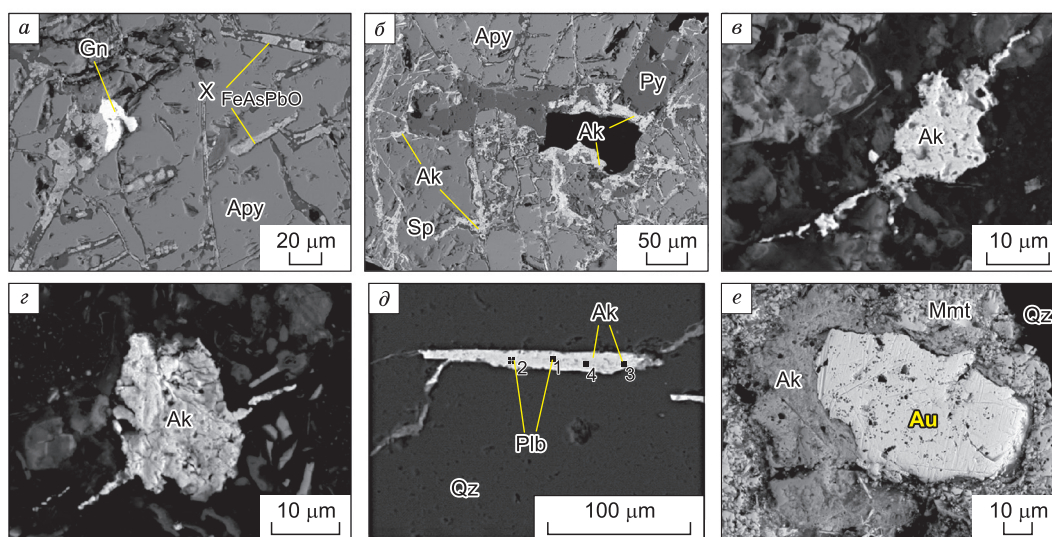 а
Gn
X
FeAsPbO
Apy
20 μm
б
Apy
Py
Ak
Ak
Sp
50 μm
в
Ak
10 μm
г
Ak
10 μm
д
Ak
2
1
4
3
Plb
Qz
100 μm
е
Mmt
Qz
Ak
Au
10 μm